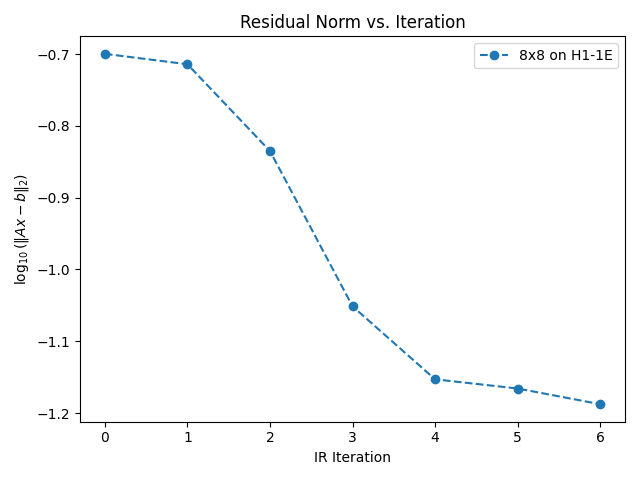 Residual Norm vs. Iteration
8x8 on H1-1E
−0.7
−0.8
−0.9
−1.0
−1.1
−1.2
log₁₀(‖Ax − b‖₂)
0 1 2 3 4 5 6
IR Iteration